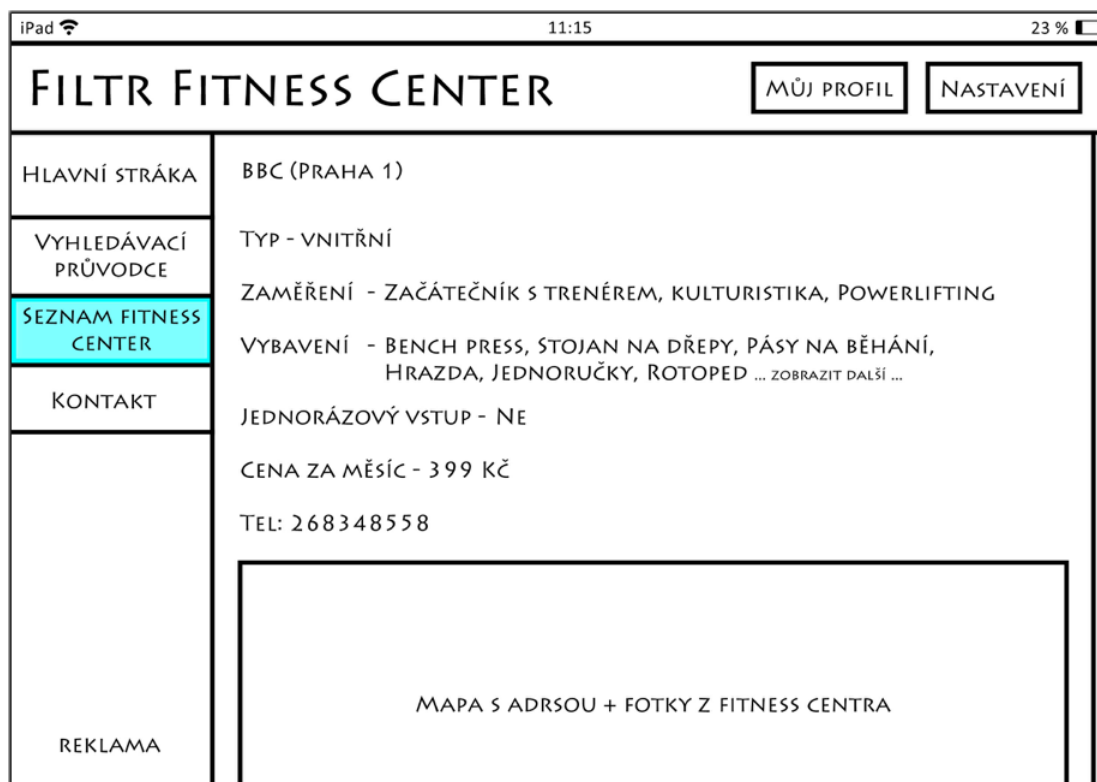 iPad
11:15
23 %
Filtr Fitness Center
Můj profil
Nastavení
Hlavní stráka
Vyhledávací
průvodce
Seznam fitness
center
Kontakt
reklama
BBC (Praha 1)
Typ - vnitřní
Zaměření - Začátečník s trenérem, kulturistika, Powerlifting
Vybavení - Bench press, Stojan na dřepy, Pásy na běhání,
Hrazda, Jednoručky, Rotoped ... zobrazit další ...
Jednorázový vstup - Ne
Cena za měsíc - 399 Kč
Tel: 268348558
Mapa s adrsou + fotky z fitness centra